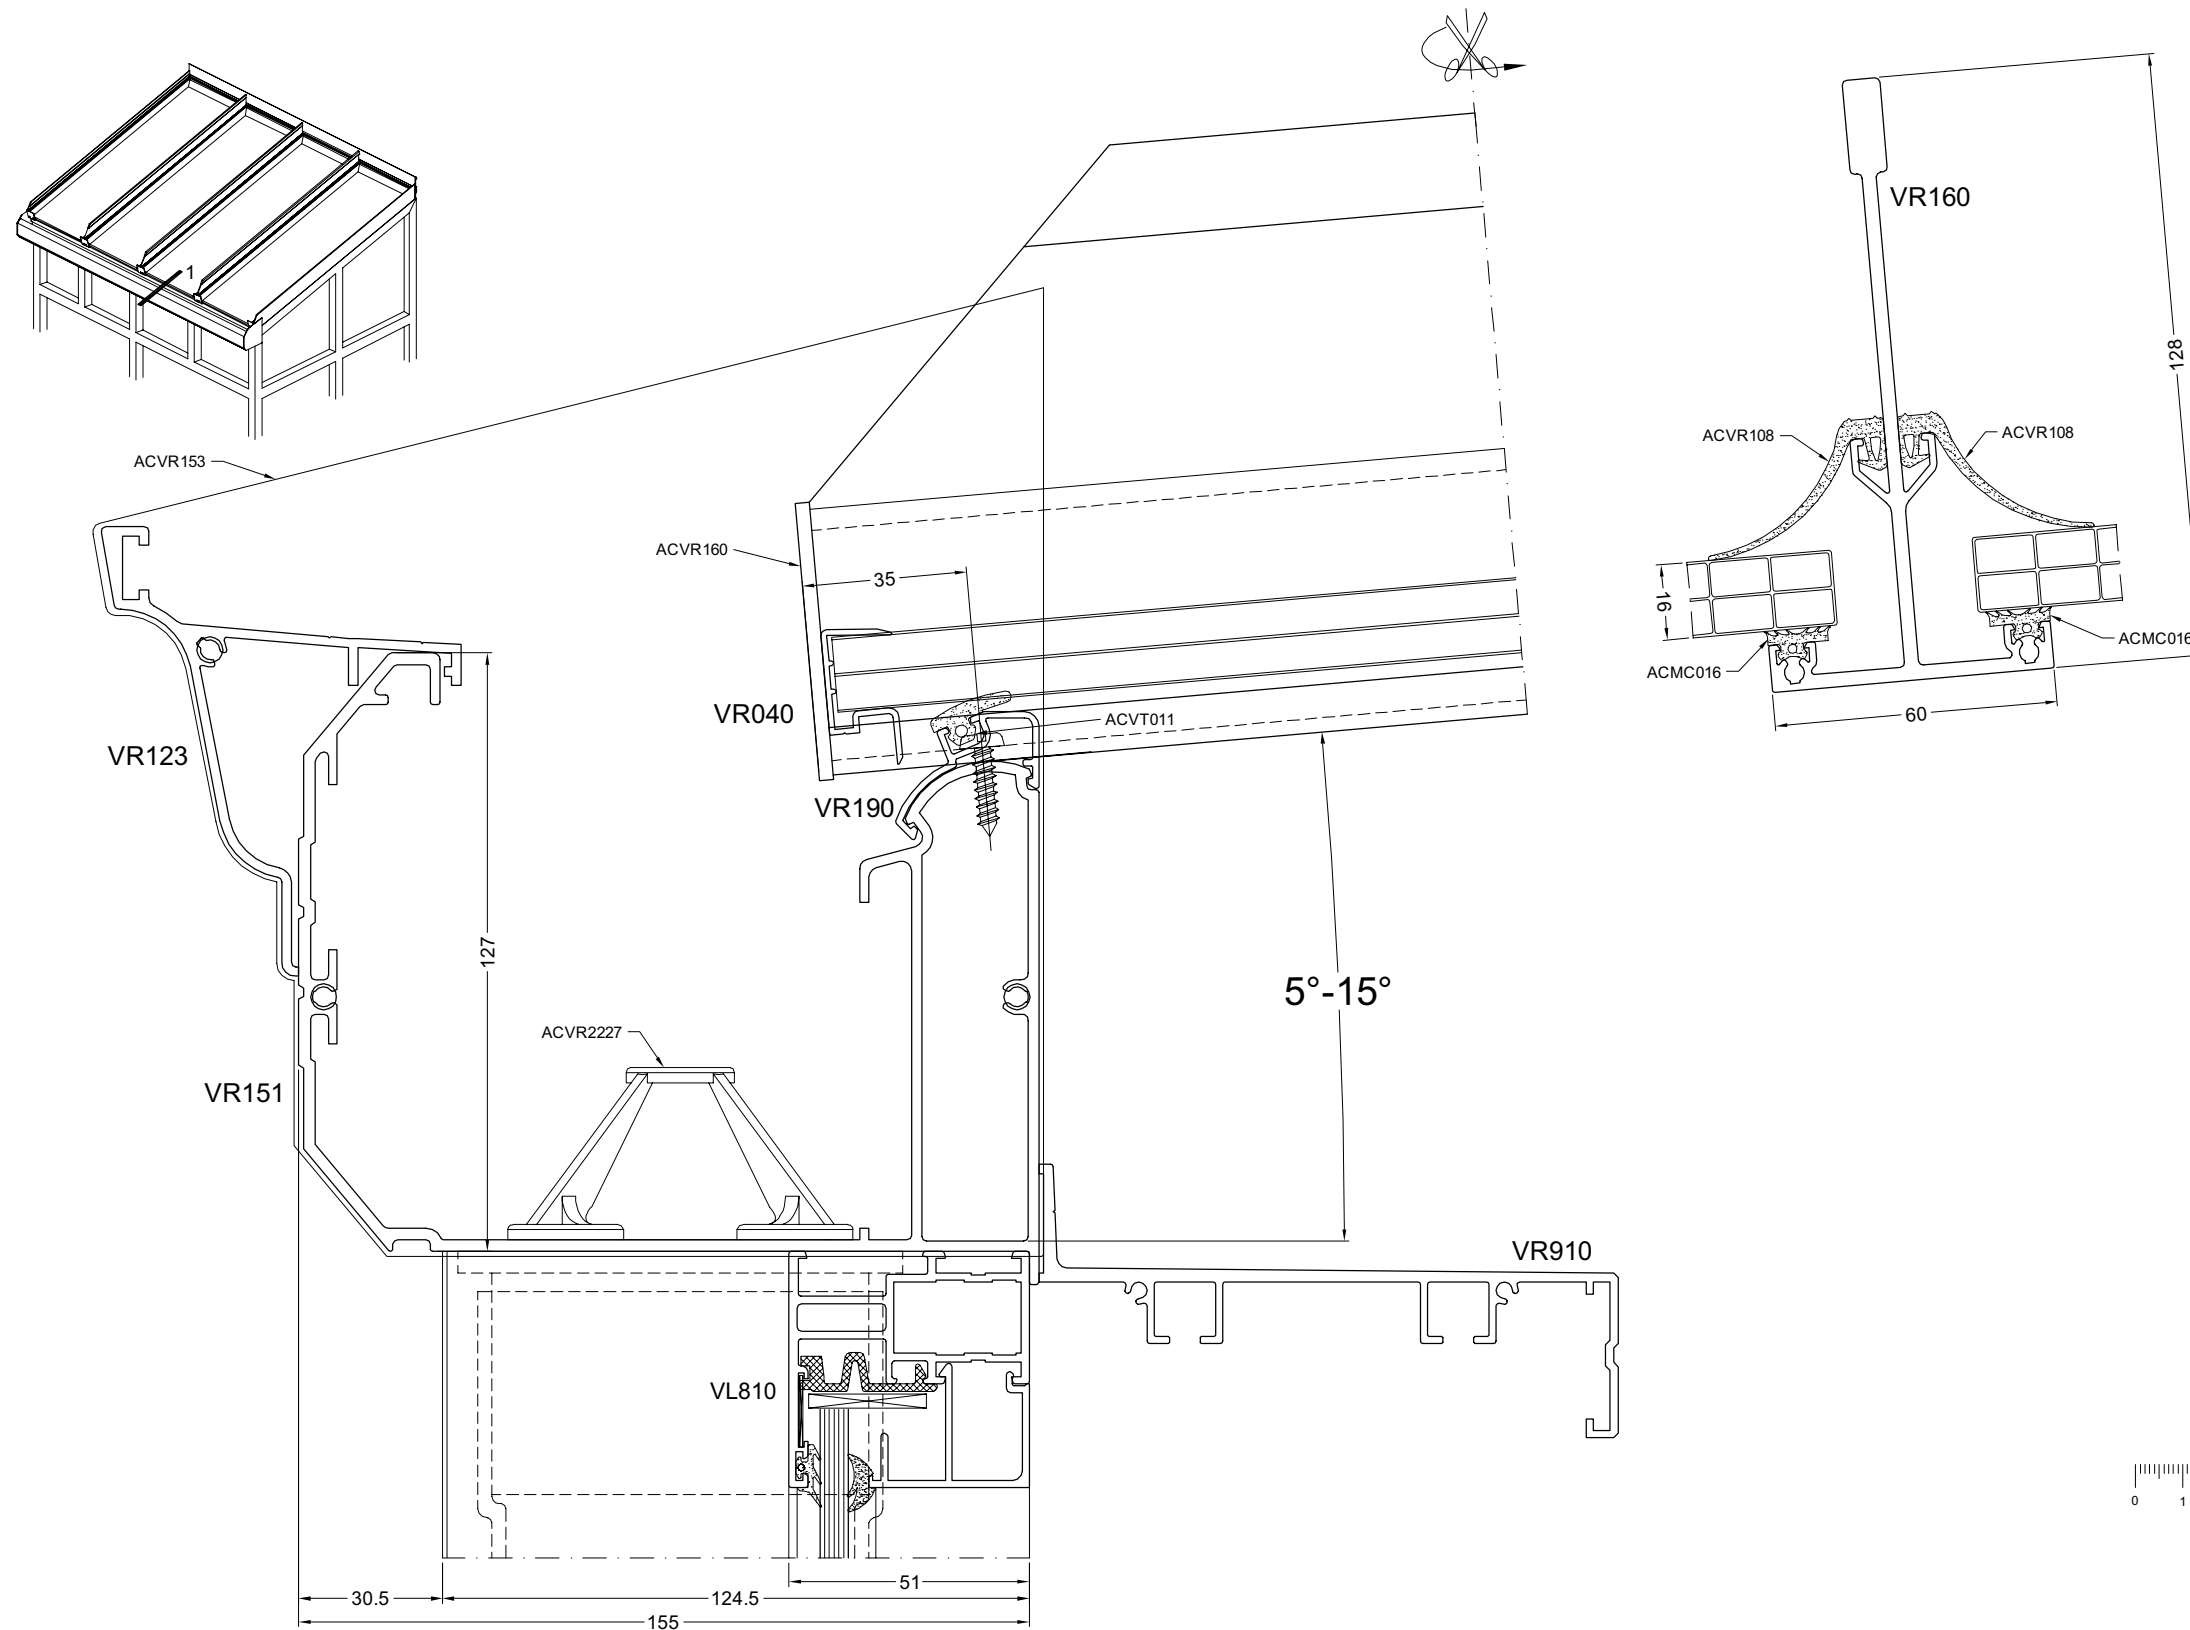 1
ACVR153
VR160
128
ACVR108
ACVR108
ACVR160
35
16
ACMC016
ACMC016
60
VR040
ACVT011
VR123
VR190
127
5°-15°
ACVR2227
VR151
VR910
VL810
51
30.5
124.5
155
0 1